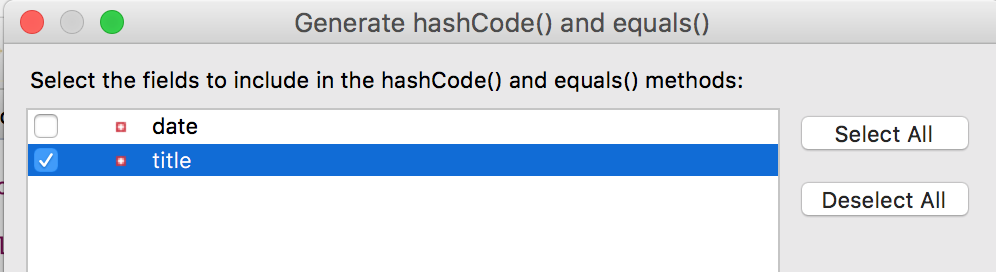 Generate hashCode() and equals()
Select the fields to include in the hashCode() and equals() methods:
date
title
Select All
Deselect All